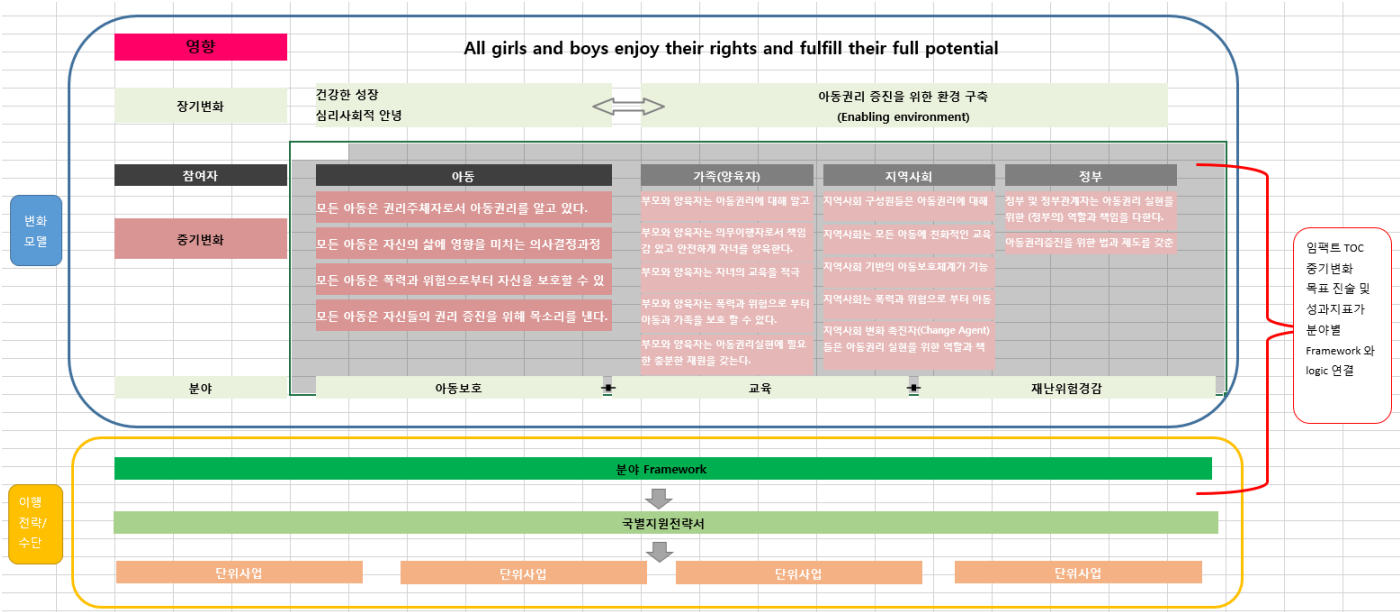 영향
All girls and boys enjoy their rights and fulfill their full potential
장기변화
건강한 성장
심리사회적 안녕
아동권리 증진을 위한 환경 구축
(Enabling environment)
참여자
아동
가족(양육자)
지역사회
정부
변화
모델
중기변화
모든 아동은 권리주체자로서 아동권리를 알고 있다.
모든 아동은 자신의 삶에 영향을 미치는 의사결정과정
모든 아동은 폭력과 위험으로부터 자신을 보호할 수 있
모든 아동은 자신들의 권리 증진을 위해 목소리를 낸다.
부모와 양육자는 아동권리에 대해 알고
부모와 양육자는 의무이행자로서 책임
감 있고 안전하게 자녀를 양육한다.
부모와 양육자는 자녀의 교육을 적극
부모와 양육자는 폭력과 위험으로 부터
아동과 가족을 보호 할 수 있다.
부모와 양육자는 아동권리실현에 필요
한 충분한 재원을 갖는다.
지역사회 구성원들은 아동권리에 대해
지역사회는 모든 아동에 친화적인 교육
지역사회 기반의 아동보호체계가 기능
지역사회는 폭력과 위험으로 부터 아동
지역사회 변화 촉진자(Change Agent)
들은 아동권리 실현을 위한 역할과 책
정부 및 정부관계자는 아동권리 실현을
위한 (정부의) 역할과 책임을 다한다.
아동권리증진을 위한 법과 제도를 갖춘
임팩트 TOC
중기변화
목표 진술 및
성과지표가
분야별
Framework 와
logic 연결
분야
아동보호
교육
재난위험경감
이행
전략/
수단
분야 Framework
국별지원전략서
단위사업
단위사업
단위사업
단위사업